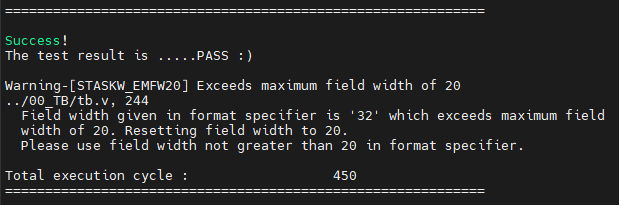 ============================================================
Success!
The test result is .....PASS :)
Warning-[STASKW_EMFW20] Exceeds maximum field width of 20
../00_TB/tb.v, 244
  Field width given in format specifier is '32' which exceeds maximum field
  width of 20. Resetting field width to 20.
  Please use field width not greater than 20 in format specifier.
Total execution cycle :                  450
============================================================